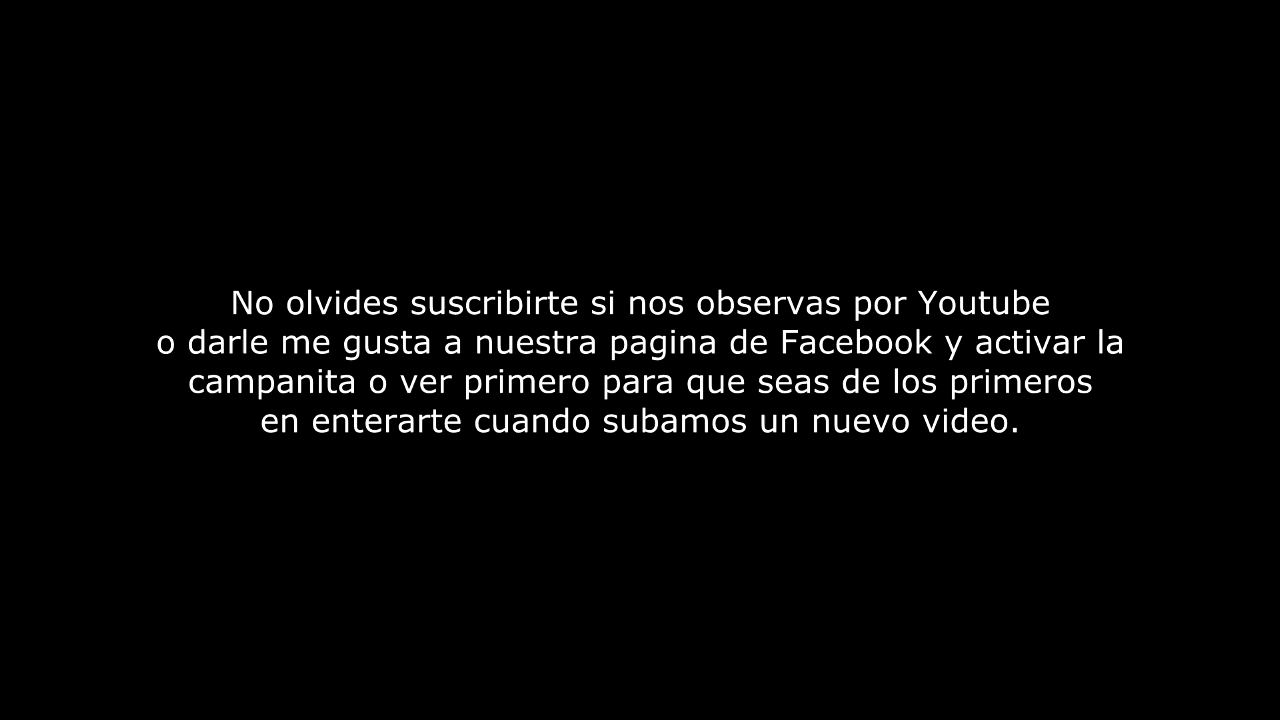 No olvides suscribirte si nos observas por Youtube
o darle me gusta a nuestra pagina de Facebook y activar la
campanita o ver primero para que seas de los primeros
en enterarte cuando subamos un nuevo video.